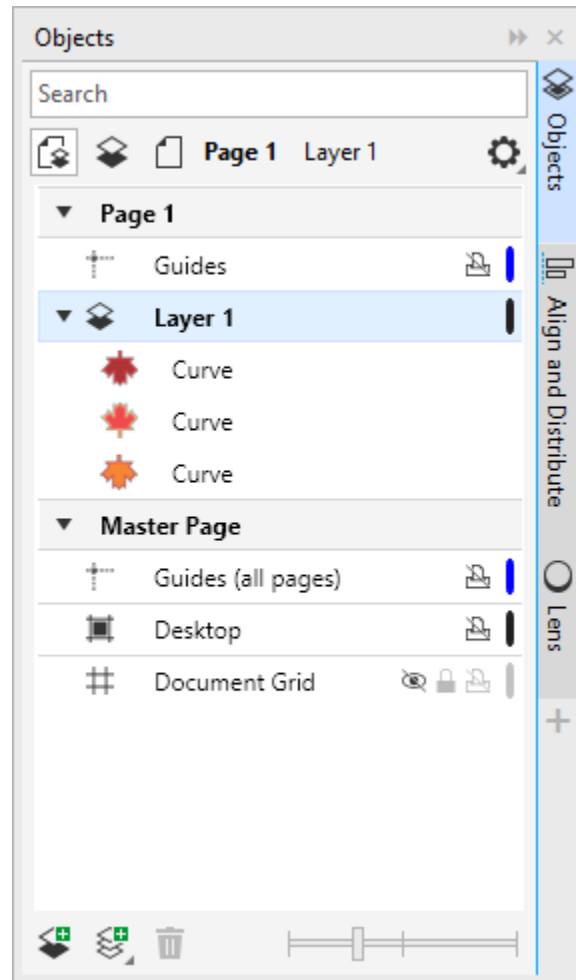 Objects
Search
Page 1 Layer 1
Page 1
Guides
Layer 1
Curve
Curve
Curve
Master Page
Guides (all pages)
Desktop
Document Grid
Objects
Align and Distribute
Lens